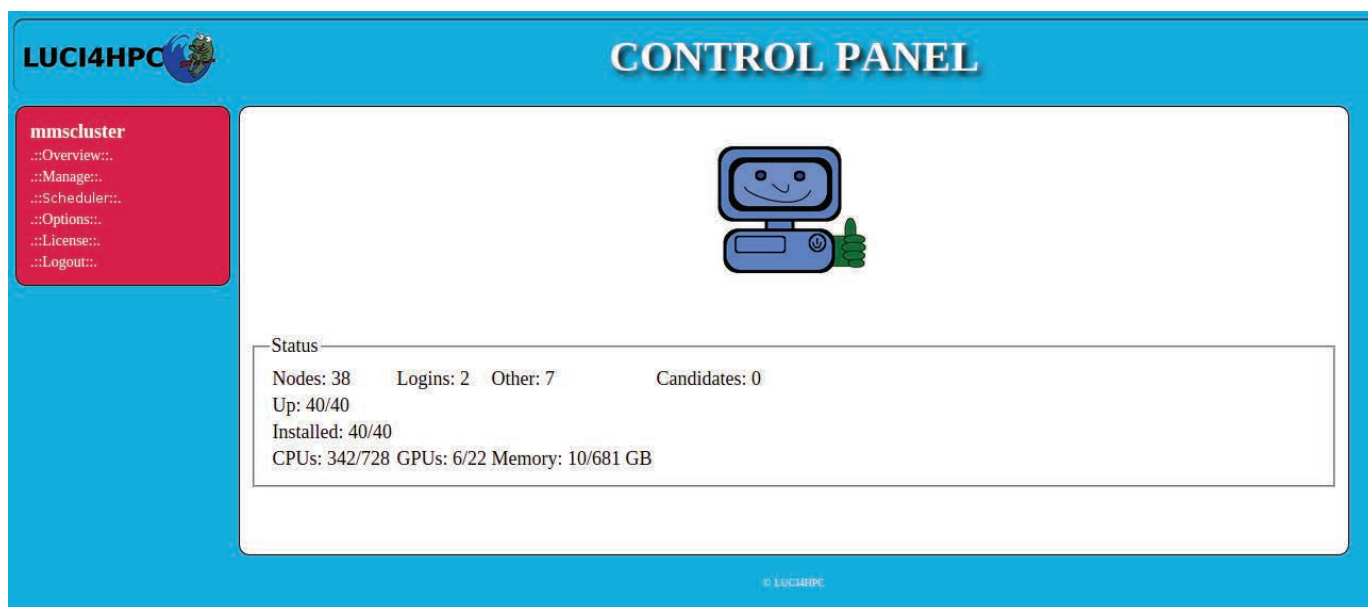 LUCI4HPC
CONTROL PANEL
mmscluster
.::Overview::.
.::Manage::.
.::Scheduler::.
.::Options::.
.::License::.
.::Logout::.
Status
Nodes: 38 Logins: 2 Other: 7 Candidates: 0
Up: 40/40
Installed: 40/40
CPUs: 342/728 GPUs: 6/22 Memory: 10/681 GB
© LUCI4HPC